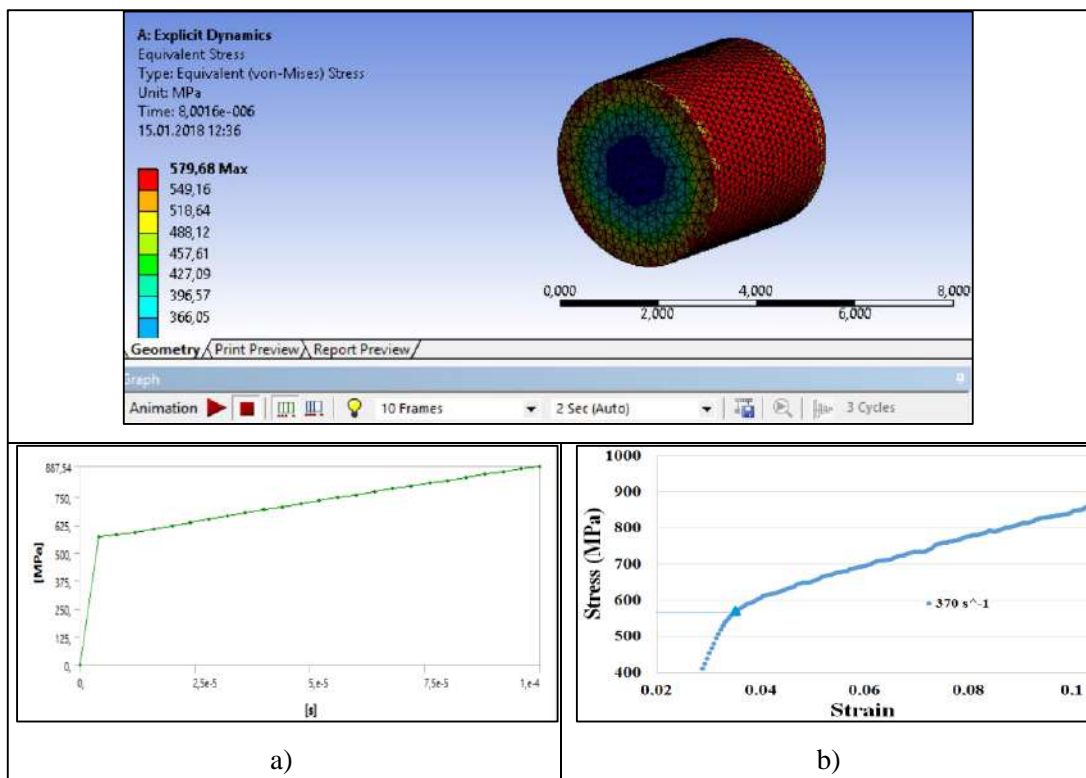 A: Explicit Dynamics
Equivalent Stress
Type: Equivalent (von-Mises) Stress
Unit: MPa
Time: 8,0016e-006
15.01.2018 12:36
579,68 Max
549,16
518,64
488,12
457,61
427,09
396,57
366,05
0,000 4,000 8,000
2,000 6,000
Geometry Print Preview Report Preview
Graph
Animation 10 Frames 2 Sec (Auto) 3 Cycles
887,54
750,
625,
500,
375,
250,
125,
0,
[MPa]
0, 2,5e-5 5,e-5 7,5e-5 1,e-4
[s]
a)
1000
900
800
700
600
500
400
Stress (MPa)
370 s^-1
0.02 0.04 0.06 0.08 0.1
Strain
b)